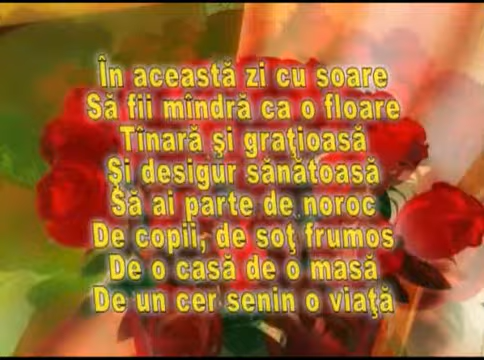 În această zi cu soare
Să fii mîndră ca o floare
Tînară şi graţioasă
Şi desigur sănătoasă
Să ai parte de noroc
De copii, de soţ frumos
De o casă de o masă
De un cer senin o viaţă